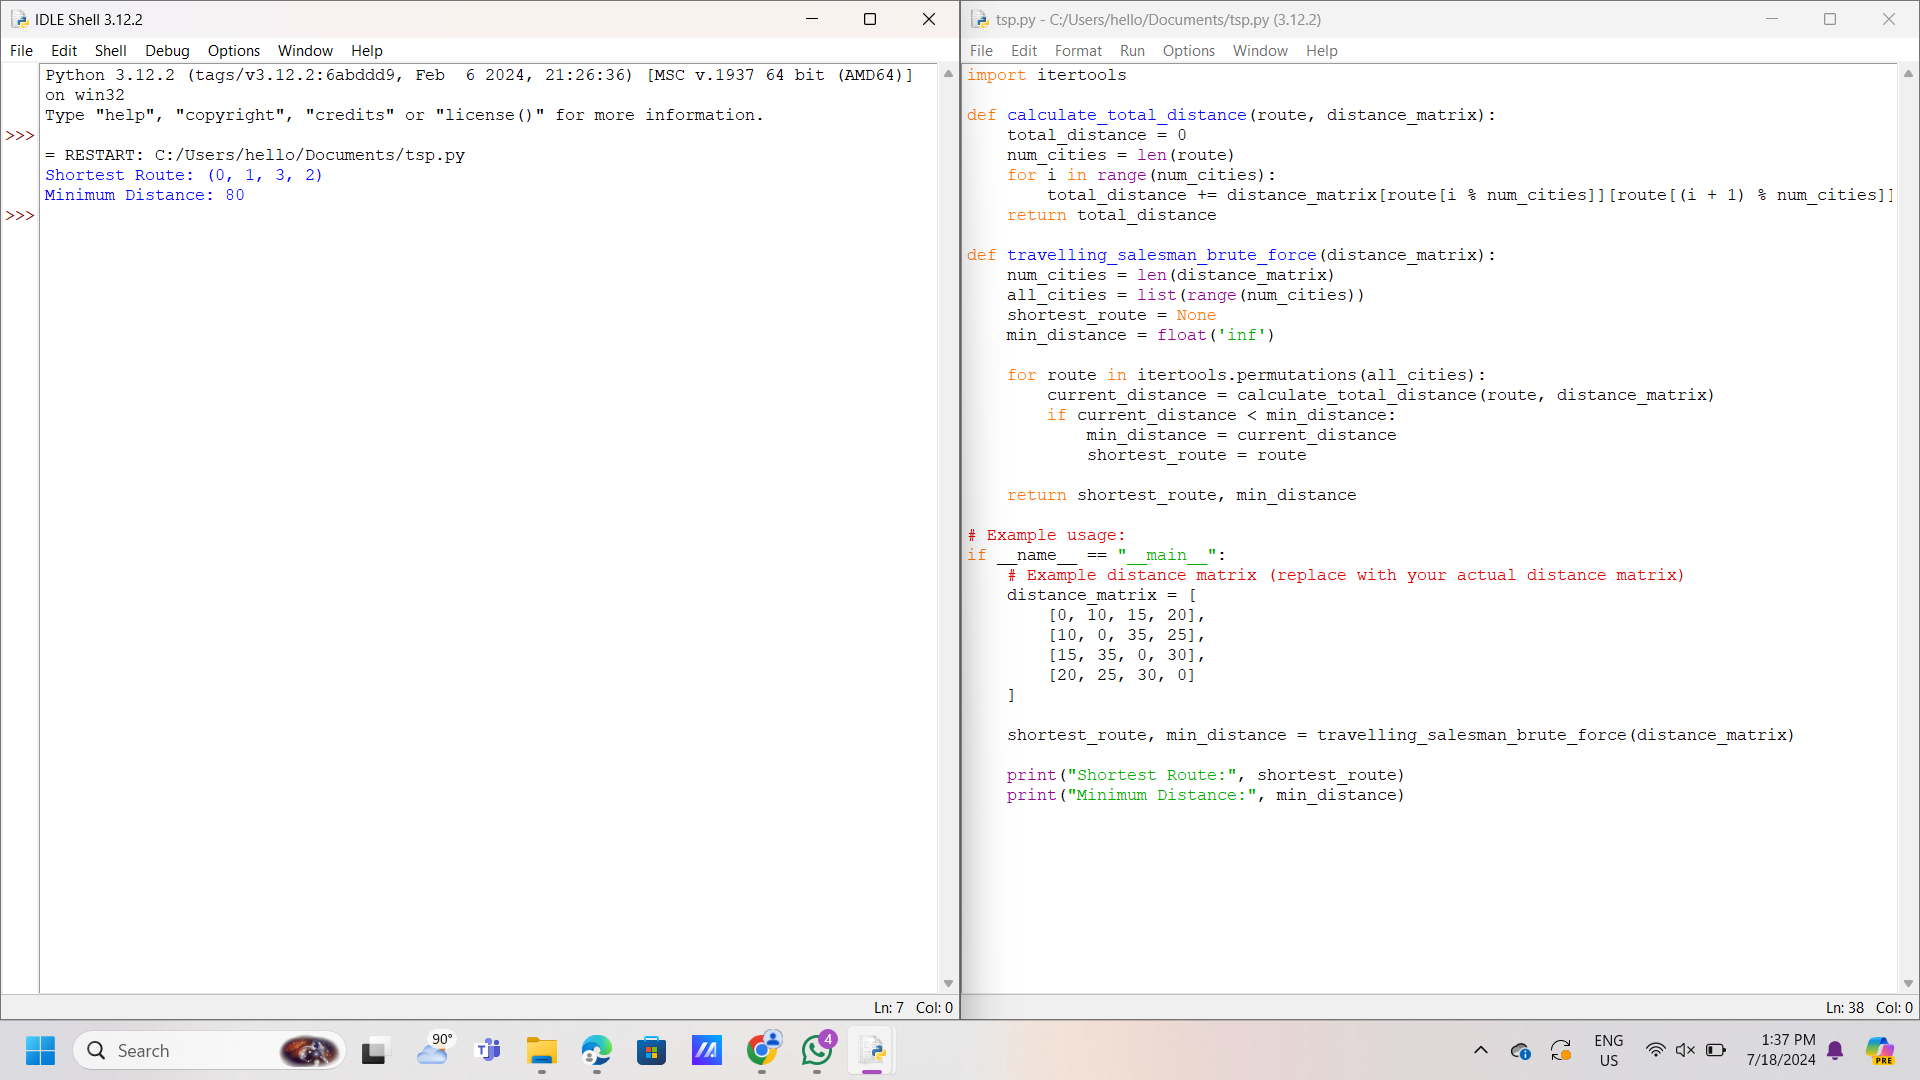 IDLE Shell 3.12.2
File Edit Shell Debug Options Window Help
Python 3.12.2 (tags/v3.12.2:6abddd9, Feb  6 2024, 21:26:36) [MSC v.1937 64 bit (AMD64)]
on win32
Type "help", "copyright", "credits" or "license()" for more information.
>>>
= RESTART: C:/Users/hello/Documents/tsp.py
Shortest Route: (0, 1, 3, 2)
Minimum Distance: 80
>>>
Ln: 7 Col: 0
tsp.py - C:/Users/hello/Documents/tsp.py (3.12.2)
File Edit Format Run Options Window Help
import itertools
def calculate_total_distance(route, distance_matrix):
    total_distance = 0
    num_cities = len(route)
    for i in range(num_cities):
        total_distance += distance_matrix[route[i % num_cities]][route[(i + 1) % num_cities]]
    return total_distance
def travelling_salesman_brute_force(distance_matrix):
    num_cities = len(distance_matrix)
    all_cities = list(range(num_cities))
    shortest_route = None
    min_distance = float('inf')
    for route in itertools.permutations(all_cities):
        current_distance = calculate_total_distance(route, distance_matrix)
        if current_distance < min_distance:
            min_distance = current_distance
            shortest_route = route
    return shortest_route, min_distance
# Example usage:
if __name__ == "__main__":
    # Example distance matrix (replace with your actual distance matrix)
    distance_matrix = [
        [0, 10, 15, 20],
        [10, 0, 35, 25],
        [15, 35, 0, 30],
        [20, 25, 30, 0]
    ]
    shortest_route, min_distance = travelling_salesman_brute_force(distance_matrix)
    print("Shortest Route:", shortest_route)
    print("Minimum Distance:", min_distance)
Ln: 38 Col: 0
Search
90°
4
ENG
US
1:37 PM
7/18/2024
PRE